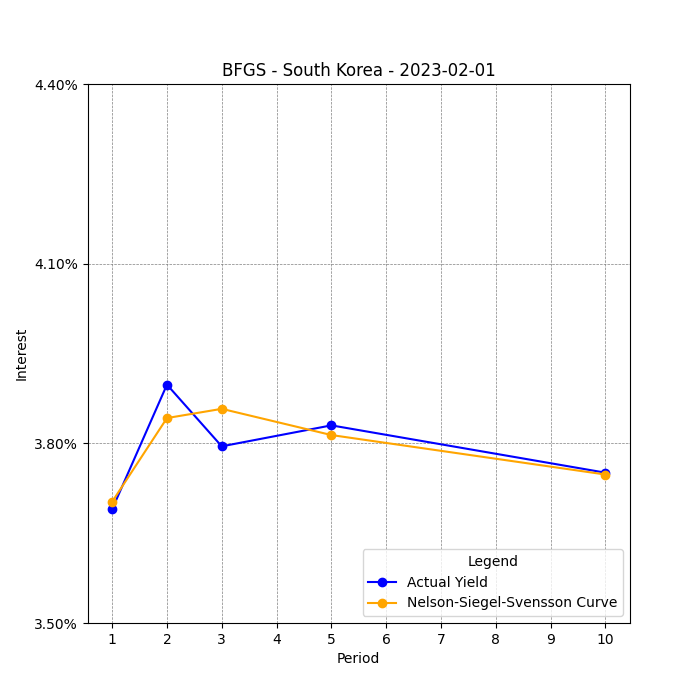 BFGS - South Korea - 2023-02-01
4.40%
4.10%
3.80%
3.50%
Interest
1 2 3 4 5 6 7 8 9 10
Period
Legend
Actual Yield
Nelson-Siegel-Svensson Curve